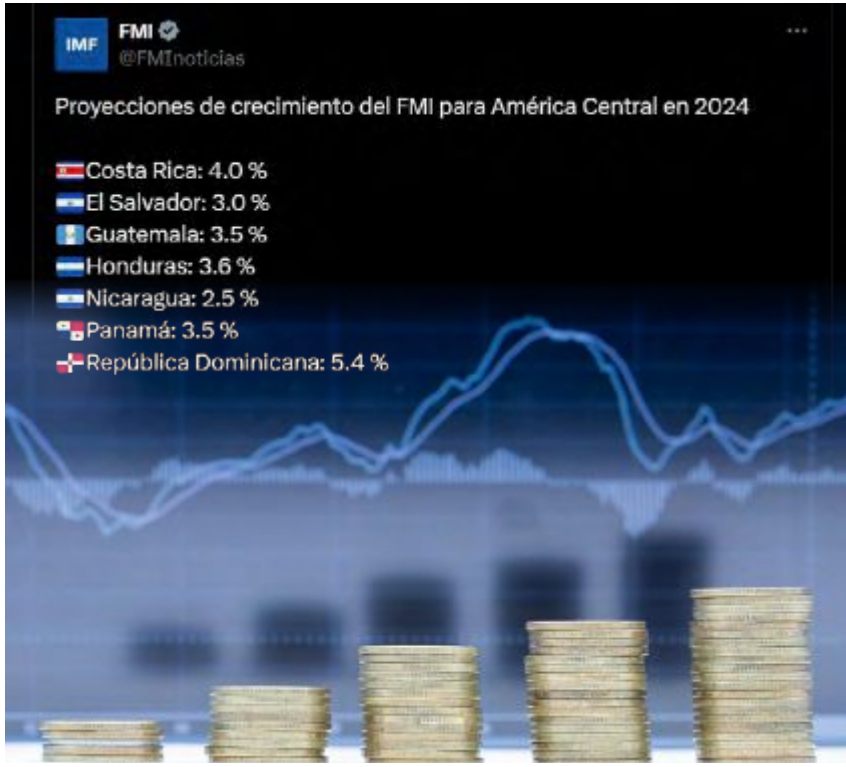 IMF
FMI
@FMInoticias
Proyecciones de crecimiento del FMI para América Central en 2024
Costa Rica: 4.0 %
El Salvador: 3.0 %
Guatemala: 3.5 %
Honduras: 3.6 %
Nicaragua: 2.5 %
Panamá: 3.5 %
República Dominicana: 5.4 %